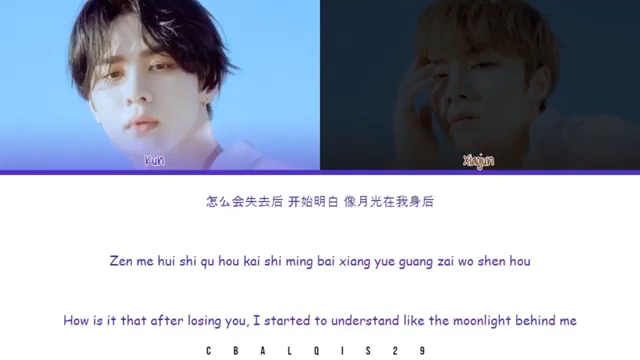 Kun
Xiaojun
怎么会失去后 开始明白 像月光在我身后
Zen me hui shi qu hou kai shi ming bai xiang yue guang zai wo shen hou
How is it that after losing you, I started to understand like the moonlight behind me
CBALQIS29